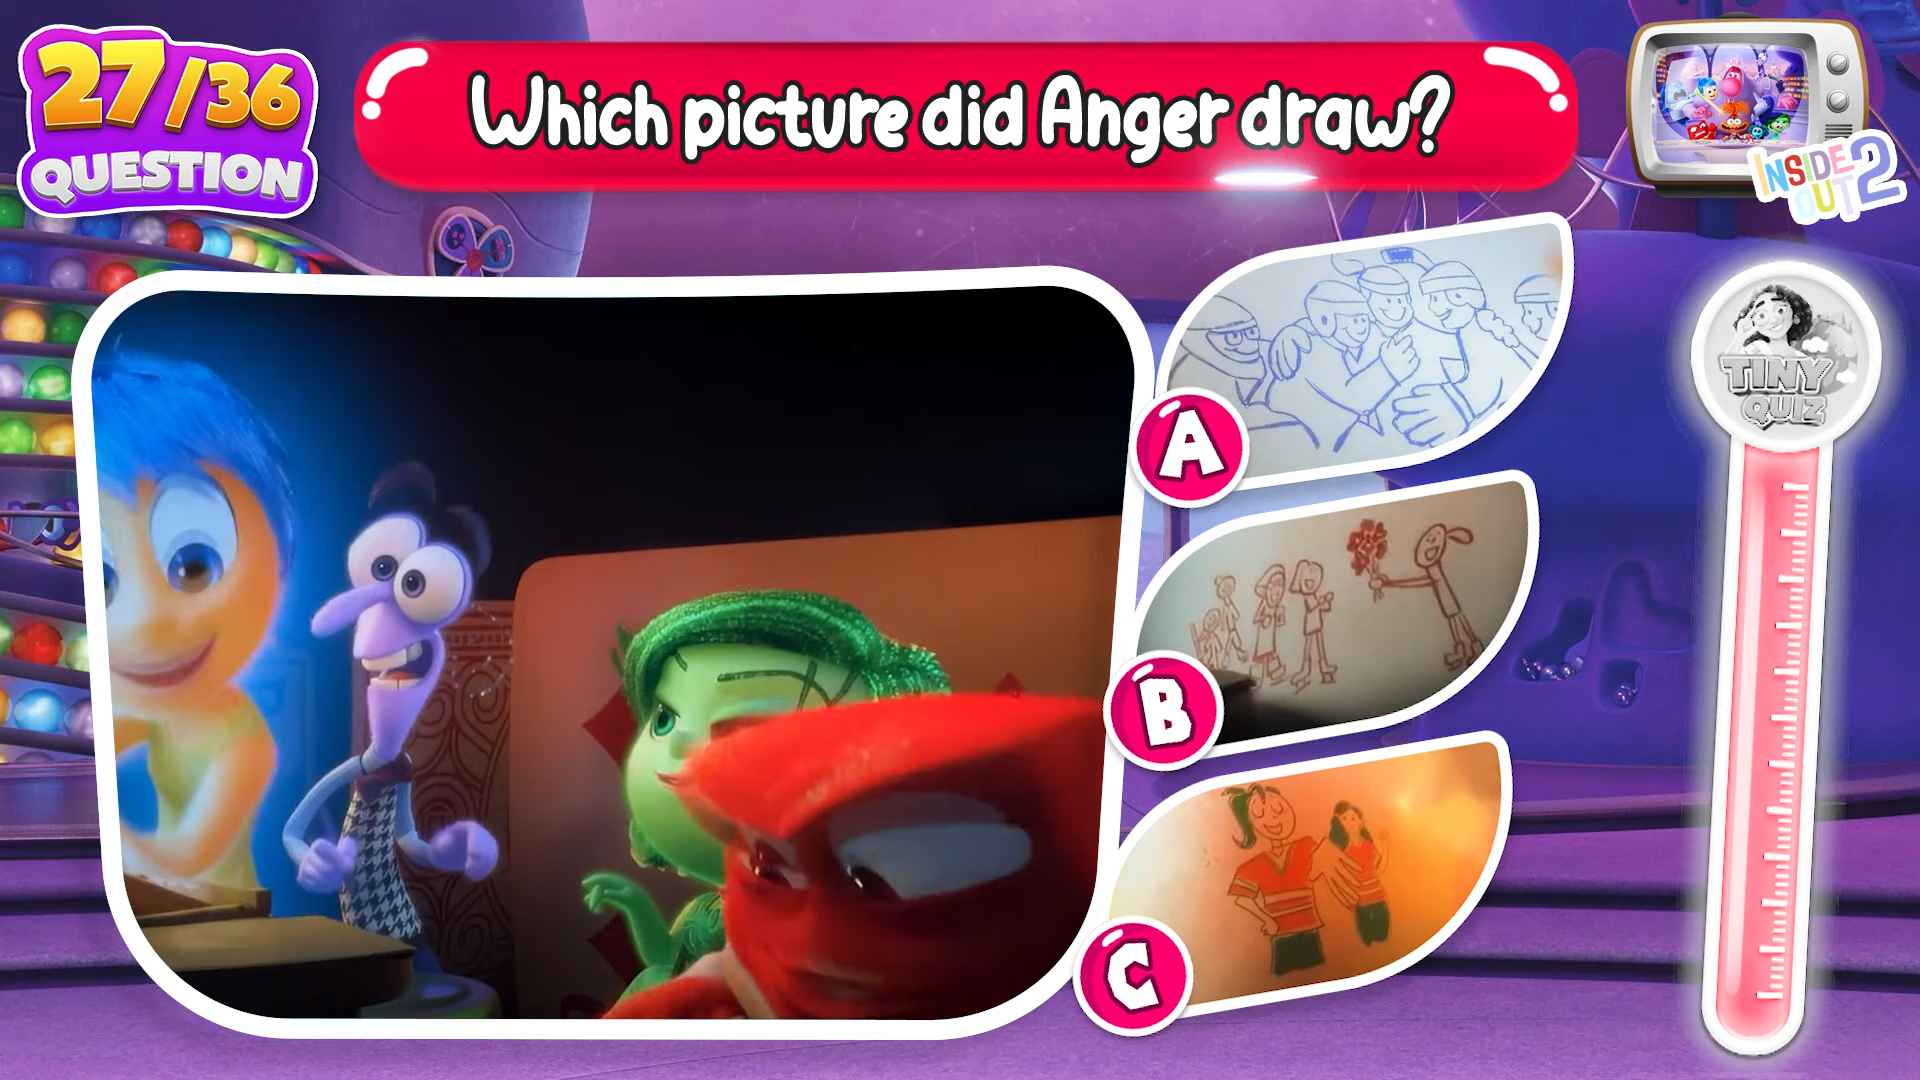 27/36
QUESTION
Which picture did Anger draw?
INSIDE
OUT 2
A
TINY
QUIZ
B
C